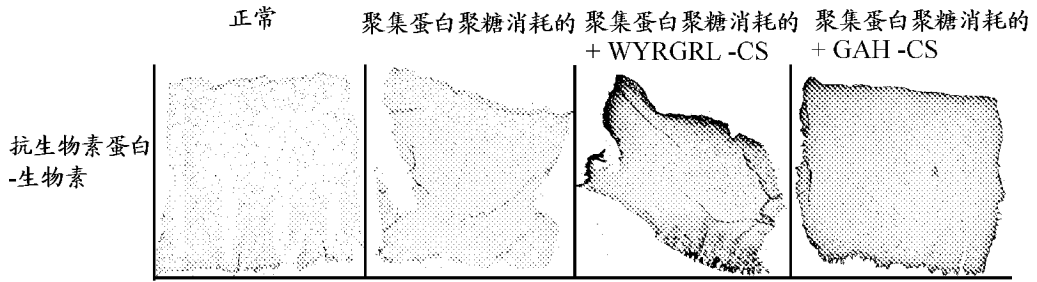 正常
聚集蛋白聚糖消耗的
聚集蛋白聚糖消耗的
+ WYRGRL -CS
聚集蛋白聚糖消耗的
+ GAH -CS
抗生物素蛋白
-生物素